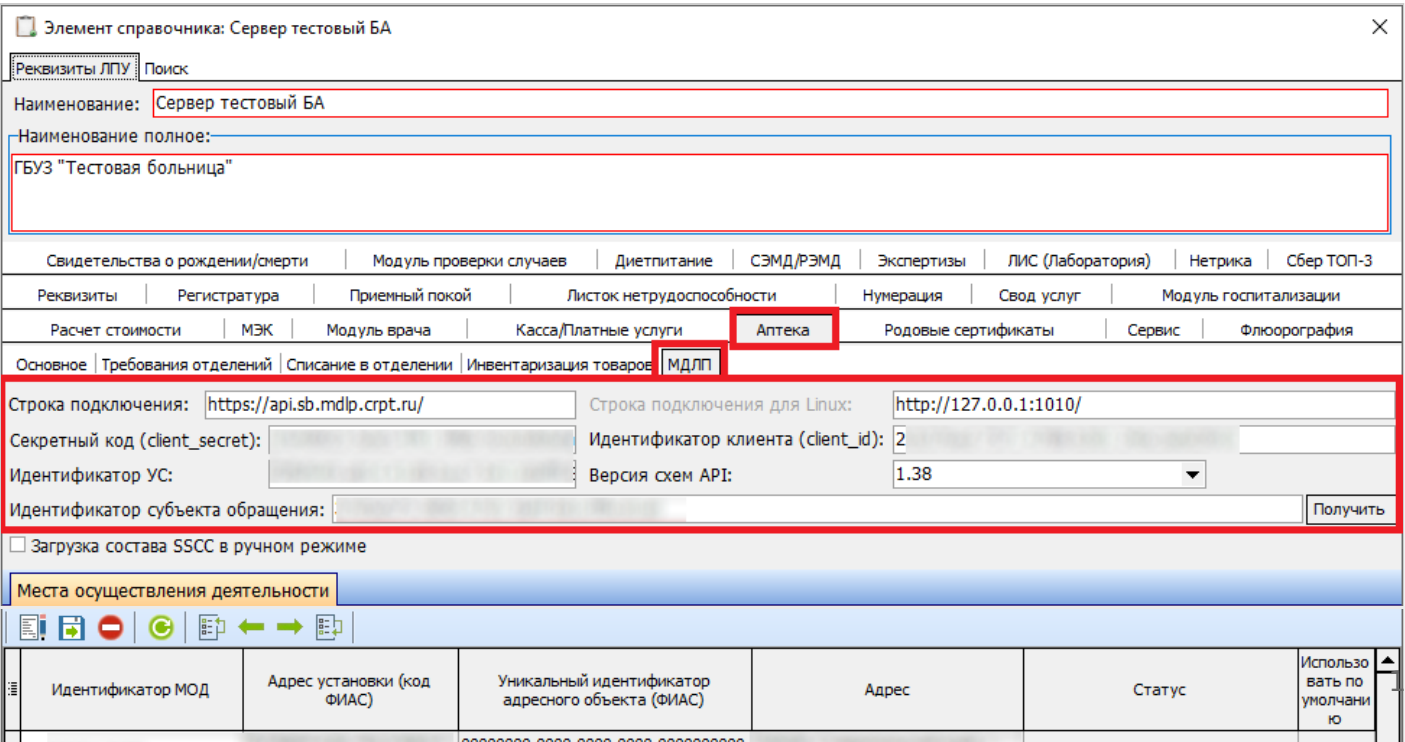 Элемент справочника: Сервер тестовый БА
Реквизиты ЛПУ Поиск
Наименование: Сервер тестовый БА
Наименование полное:
ГБУЗ "Тестовая больница"
Свидетельства о рождении/смерти Модуль проверки случаев Диетпитание СЭМД/РЭМД Экспертизы ЛИС (Лаборатория) Нетрика Сбер ТОП-3
Реквизиты Регистратура Приемный покой Листок нетрудоспособности Нумерация Свод услуг Модуль госпитализации
Расчет стоимости МЭК Модуль врача Касса/Платные услуги Аптека Родовые сертификаты Сервис Флюорография
Основное Требования отделений Списание в отделении Инвентаризация товаров МДЛП
Строка подключения: https://api.sb.mdlp.crpt.ru/ Строка подключения для Linux: http://127.0.0.1:1010/
Секретный код (client_secret): Идентификатор клиента (client_id): 2
Идентификатор УС: Версия схем API: 1.38
Идентификатор субъекта обращения: Получить
Загрузка состава SSCC в ручном режиме
Места осуществления деятельности
Идентификатор МОД Адрес установки (код ФИАС) Уникальный идентификатор адресного объекта (ФИАС) Адрес Статус Использо вать по умолчани ю